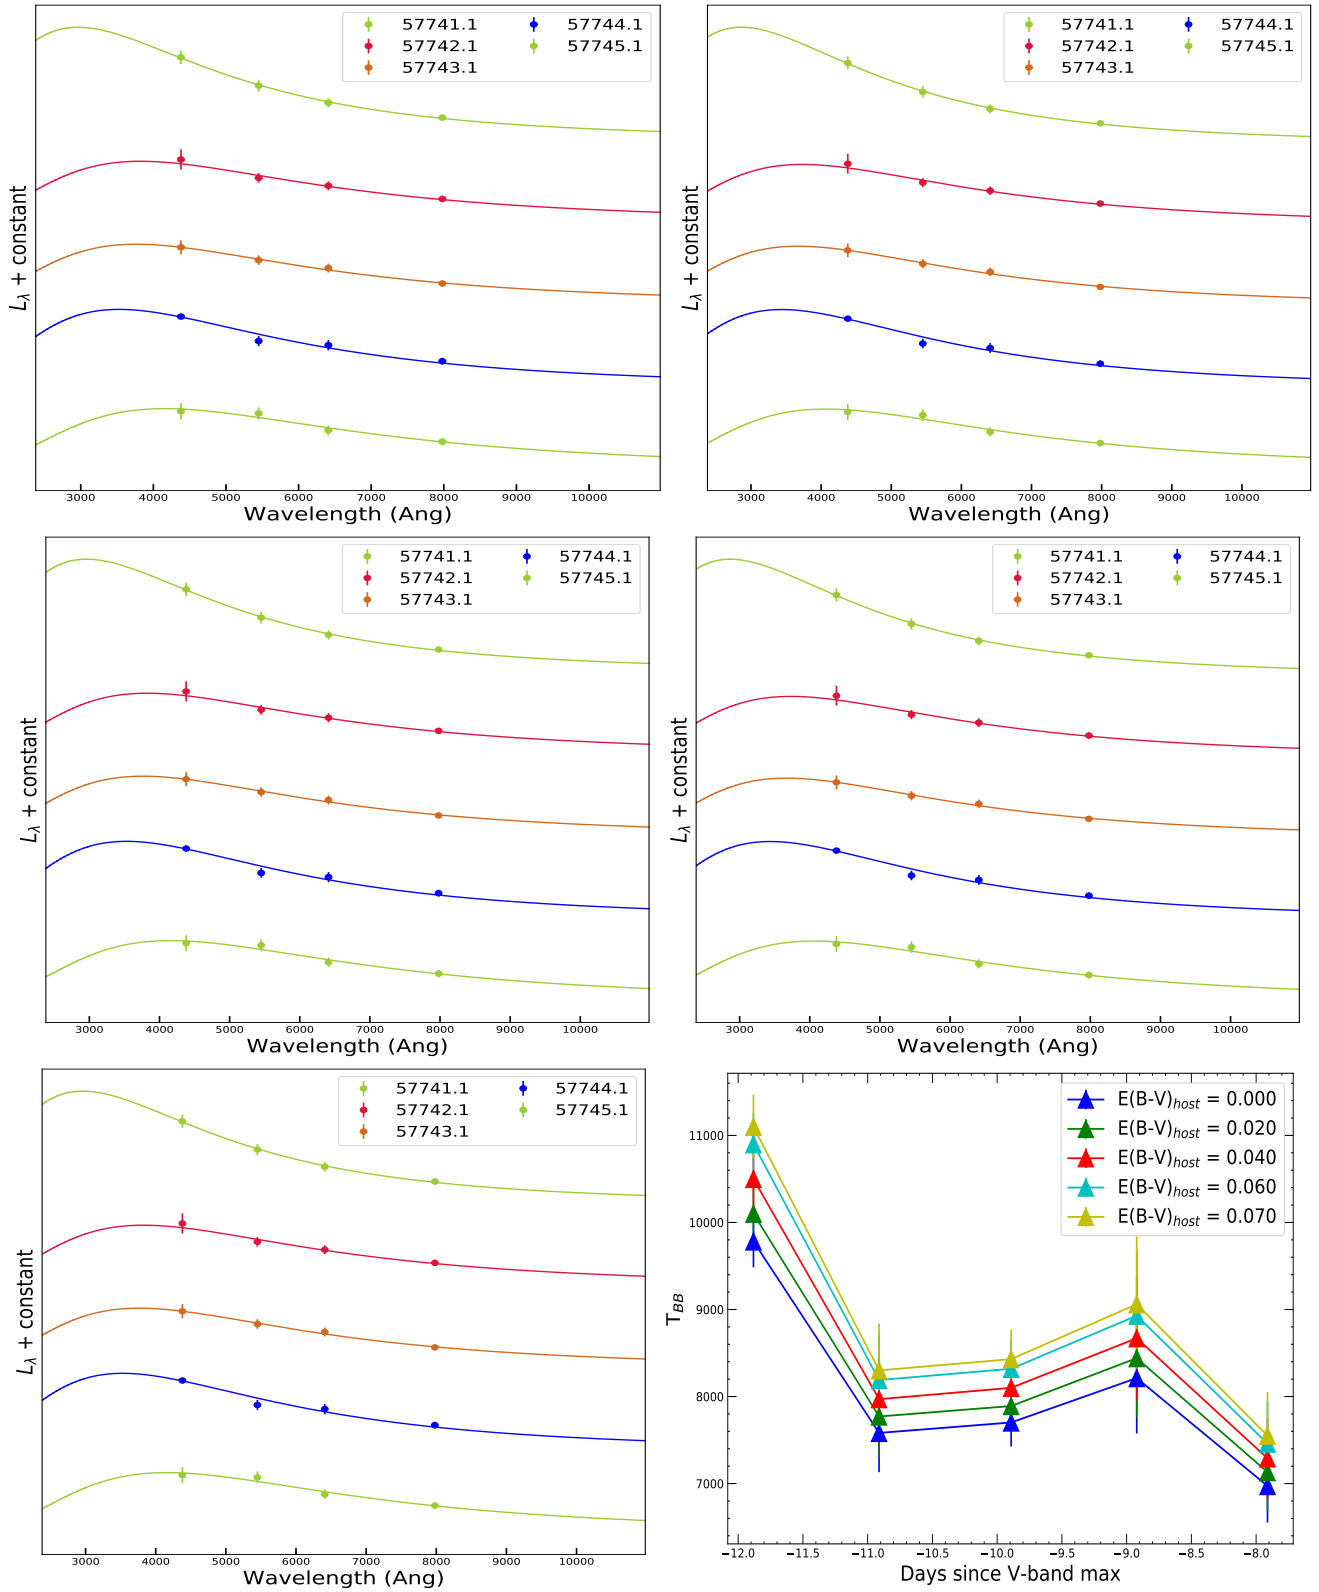 57741.1 57744.1
57742.1 57745.1
57743.1
L_λ + constant
3000 4000 5000 6000 7000 8000 9000 10000
Wavelength (Ang)
57741.1 57744.1
57742.1 57745.1
57743.1
L_λ + constant
3000 4000 5000 6000 7000 8000 9000 10000
Wavelength (Ang)
57741.1 57744.1
57742.1 57745.1
57743.1
L_λ + constant
3000 4000 5000 6000 7000 8000 9000 10000
Wavelength (Ang)
57741.1 57744.1
57742.1 57745.1
57743.1
L_λ + constant
3000 4000 5000 6000 7000 8000 9000 10000
Wavelength (Ang)
57741.1 57744.1
57742.1 57745.1
57743.1
L_λ + constant
3000 4000 5000 6000 7000 8000 9000 10000
Wavelength (Ang)
E(B-V)_host = 0.000
E(B-V)_host = 0.020
E(B-V)_host = 0.040
E(B-V)_host = 0.060
E(B-V)_host = 0.070
11000
10000
9000
8000
7000
T_BB
−12.0 −11.5 −11.0 −10.5 −10.0 −9.5 −9.0 −8.5 −8.0
Days since V-band max